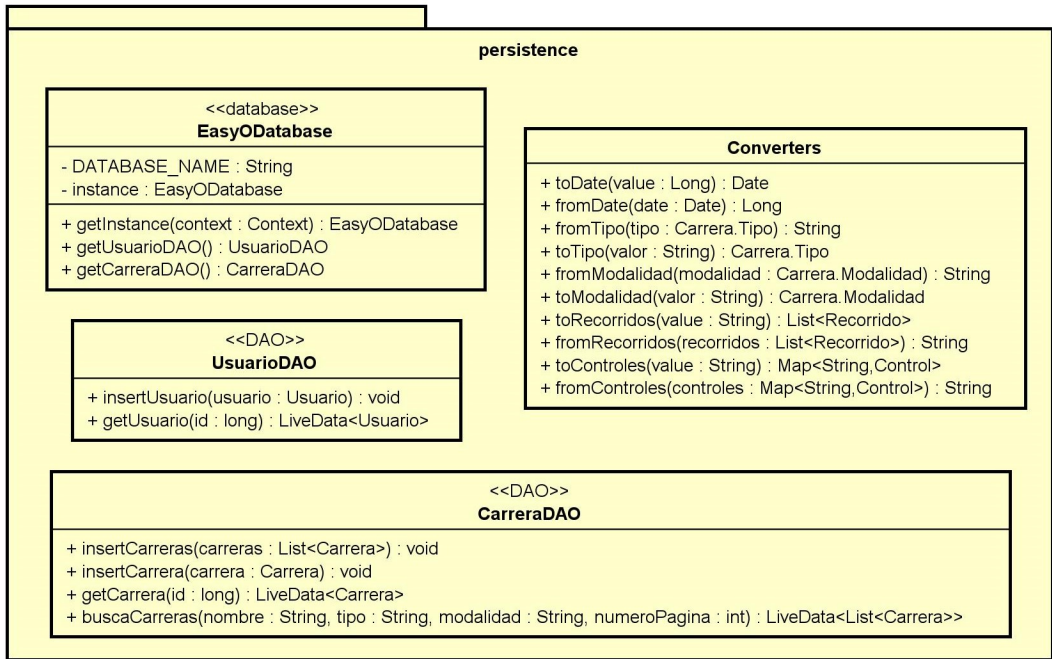 persistence
<<database>>
EasyODatabase
- DATABASE_NAME : String
- instance : EasyODatabase
+ getInstance(context : Context) : EasyODatabase
+ getUsuarioDAO() : UsuarioDAO
+ getCarreraDAO() : CarreraDAO
Converters
+ toDate(value : Long) : Date
+ fromDate(date : Date) : Long
+ fromTipo(tipo : Carrera.Tipo) : String
+ toTipo(valor : String) : Carrera.Tipo
+ fromModalidad(modalidad : Carrera.Modalidad) : String
+ toModalidad(valor : String) : Carrera.Modalidad
+ toRecorridos(value : String) : List<Recorrido>
+ fromRecorridos(recorridos : List<Recorrido>) : String
+ toControles(value : String) : Map<String,Control>
+ fromControles(controles : Map<String,Control>) : String
<<DAO>>
UsuarioDAO
+ insertUsuario(usuario : Usuario) : void
+ getUsuario(id : long) : LiveData<Usuario>
<<DAO>>
CarreraDAO
+ insertCarreras(carreras : List<Carrera>) : void
+ insertCarrera(carrera : Carrera) : void
+ getCarrera(id : long) : LiveData<Carrera>
+ buscaCarreras(nombre : String, tipo : String, modalidad : String, numeroPagina : int) : LiveData<List<Carrera>>